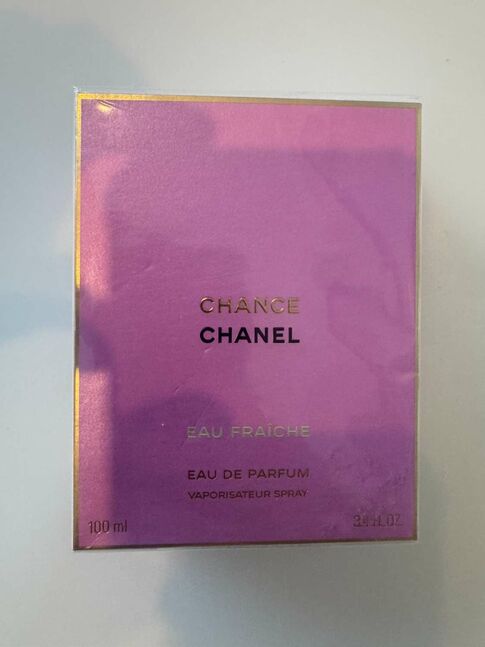 CHANCE
CHANEL
EAU FRAÎCHE
EAU DE PARFUM
VAPORISATEUR SPRAY
100 ml 3.4 FL.OZ.